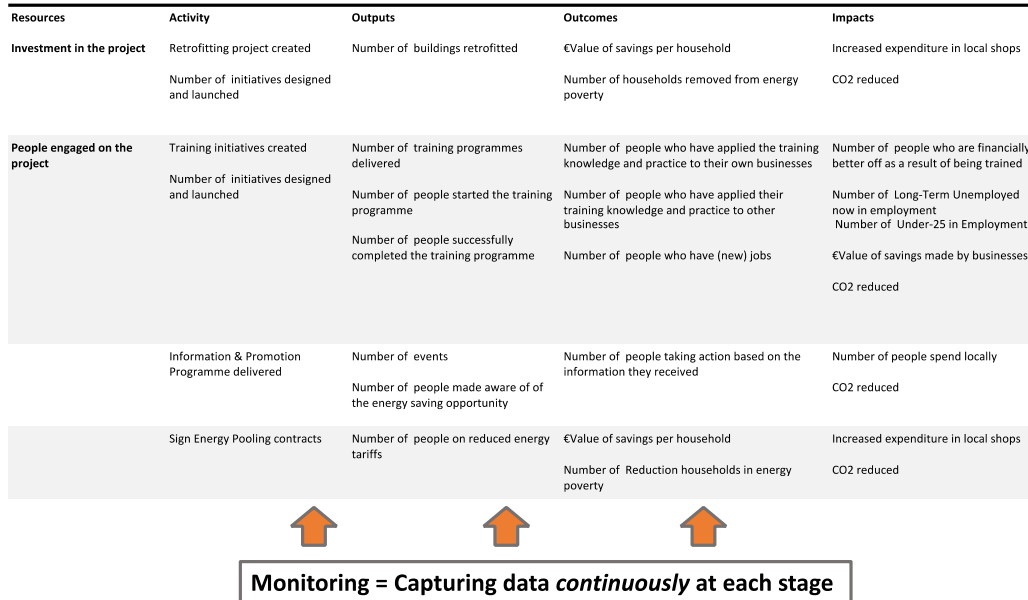 Resources Activity Outputs Outcomes Impacts
Investment in the project
Retrofitting project created
Number of initiatives designed
and launched
Number of buildings retrofitted
€Value of savings per household
Number of households removed from energy
poverty
Increased expenditure in local shops
CO2 reduced
People engaged on the
project
Training initiatives created
Number of initiatives designed
and launched
Number of training programmes
delivered
Number of people started the training
programme
Number of people successfully
completed the training programme
Number of people who have applied the training
knowledge and practice to their own businesses
Number of people who have applied their
training knowledge and practice to other
businesses
Number of people who have (new) jobs
Number of people who are financially
better off as a result of being trained
Number of Long-Term Unemployed
now in employment
Number of Under-25 in Employment
€Value of savings made by businesses
CO2 reduced
Information & Promotion
Programme delivered
Number of events
Number of people made aware of of
the energy saving opportunity
Number of people taking action based on the
information they received
Number of people spend locally
CO2 reduced
Sign Energy Pooling contracts
Number of people on reduced energy
tariffs
€Value of savings per household
Number of Reduction households in energy
poverty
Increased expenditure in local shops
CO2 reduced
Monitoring = Capturing data continuously at each stage